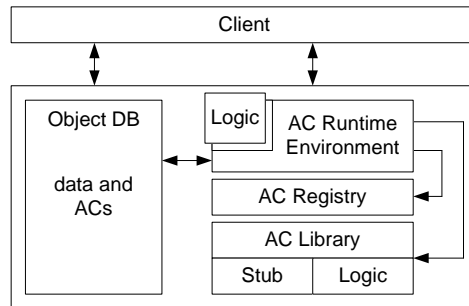 Client
Object DB
data and
ACs
Logic
AC Runtime
Environment
AC Registry
AC Library
Stub
Logic